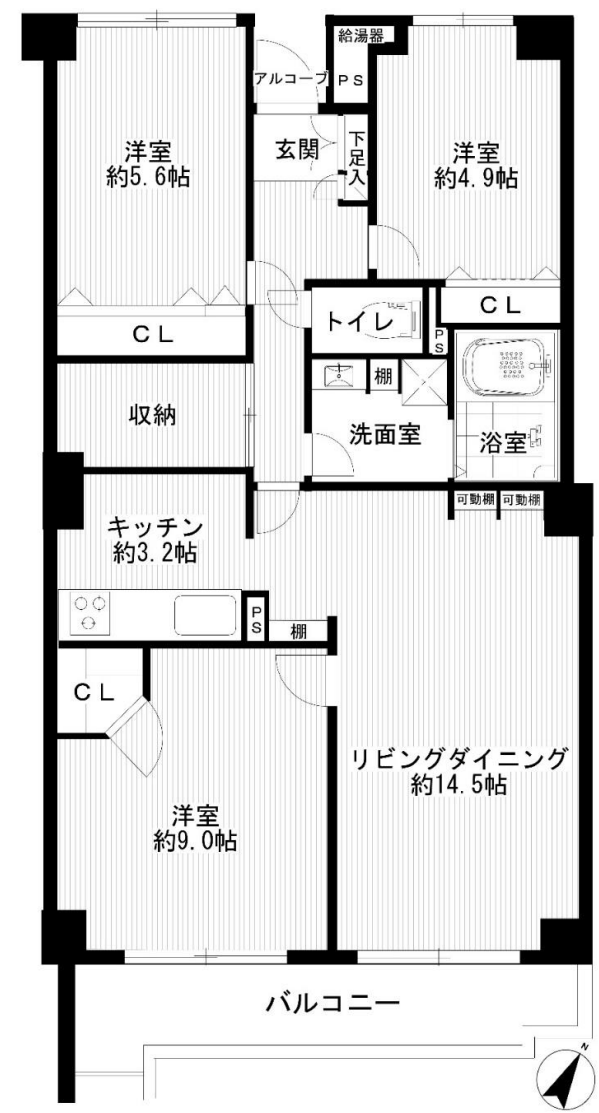 給湯器
アルコーブ
PS
玄関
下足入
洋室
約5.6帖
洋室
約4.9帖
CL
CL
トイレ
PS
棚
収納
洗面室
浴室
可動棚
可動棚
キッチン
約3.2帖
PS
棚
CL
リビングダイニング
約14.5帖
洋室
約9.0帖
バルコニー
N